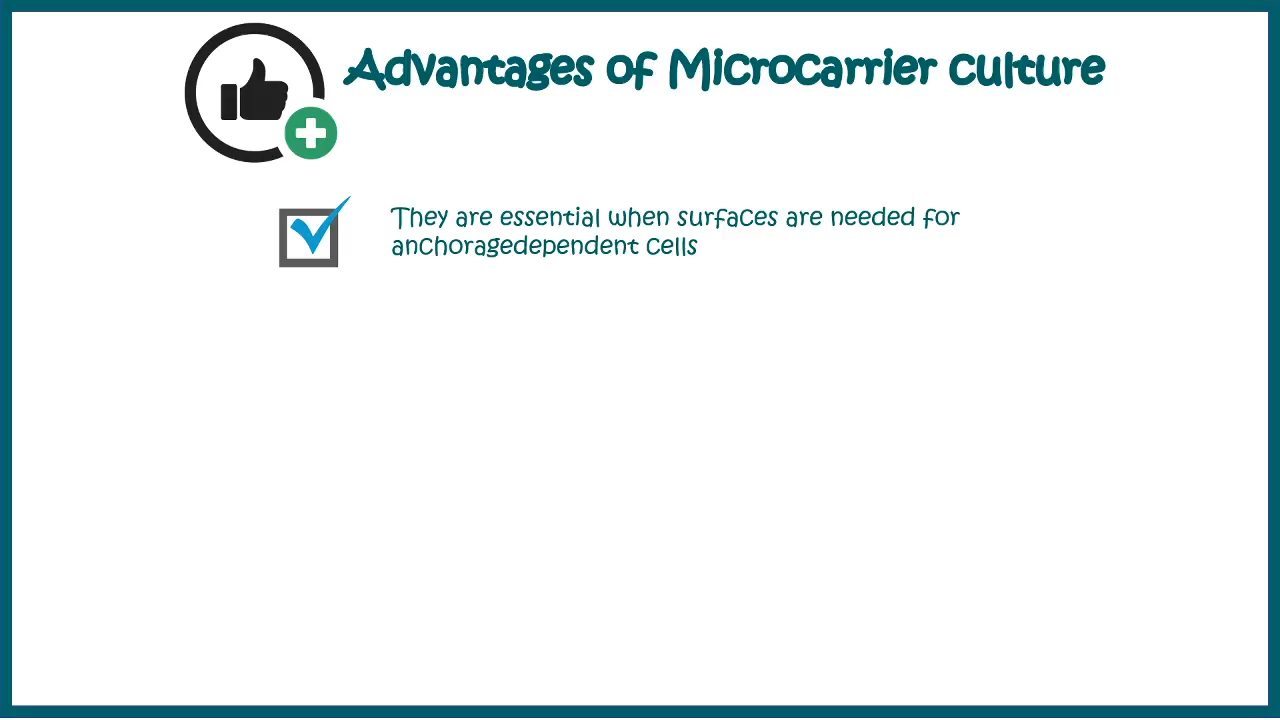 Advantages of Microcarrier culture
They are essential when surfaces are needed for
anchoragedependent cells